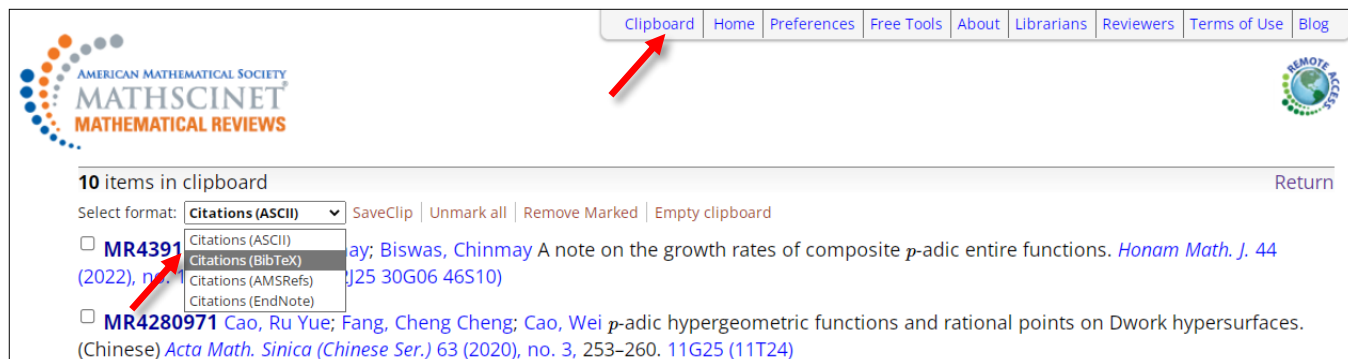 Clipboard Home Preferences Free Tools About Librarians Reviewers Terms of Use Blog
AMERICAN MATHEMATICAL SOCIETY
MATHSCINET®
MATHEMATICAL REVIEWS
REMOTE ACCESS
10 items in clipboard Return
Select format: Citations (ASCII) SaveClip Unmark all Remove Marked Empty clipboard
Citations (ASCII)
Citations (BibTeX)
Citations (AMSRefs)
Citations (EndNote)
MR4391 ay; Biswas, Chinmay A note on the growth rates of composite p-adic entire functions. Honam Math. J. 44
(2022), no. 1 J25 30G06 46S10)
MR4280971 Cao, Ru Yue; Fang, Cheng Cheng; Cao, Wei p-adic hypergeometric functions and rational points on Dwork hypersurfaces.
(Chinese) Acta Math. Sinica (Chinese Ser.) 63 (2020), no. 3, 253–260. 11G25 (11T24)